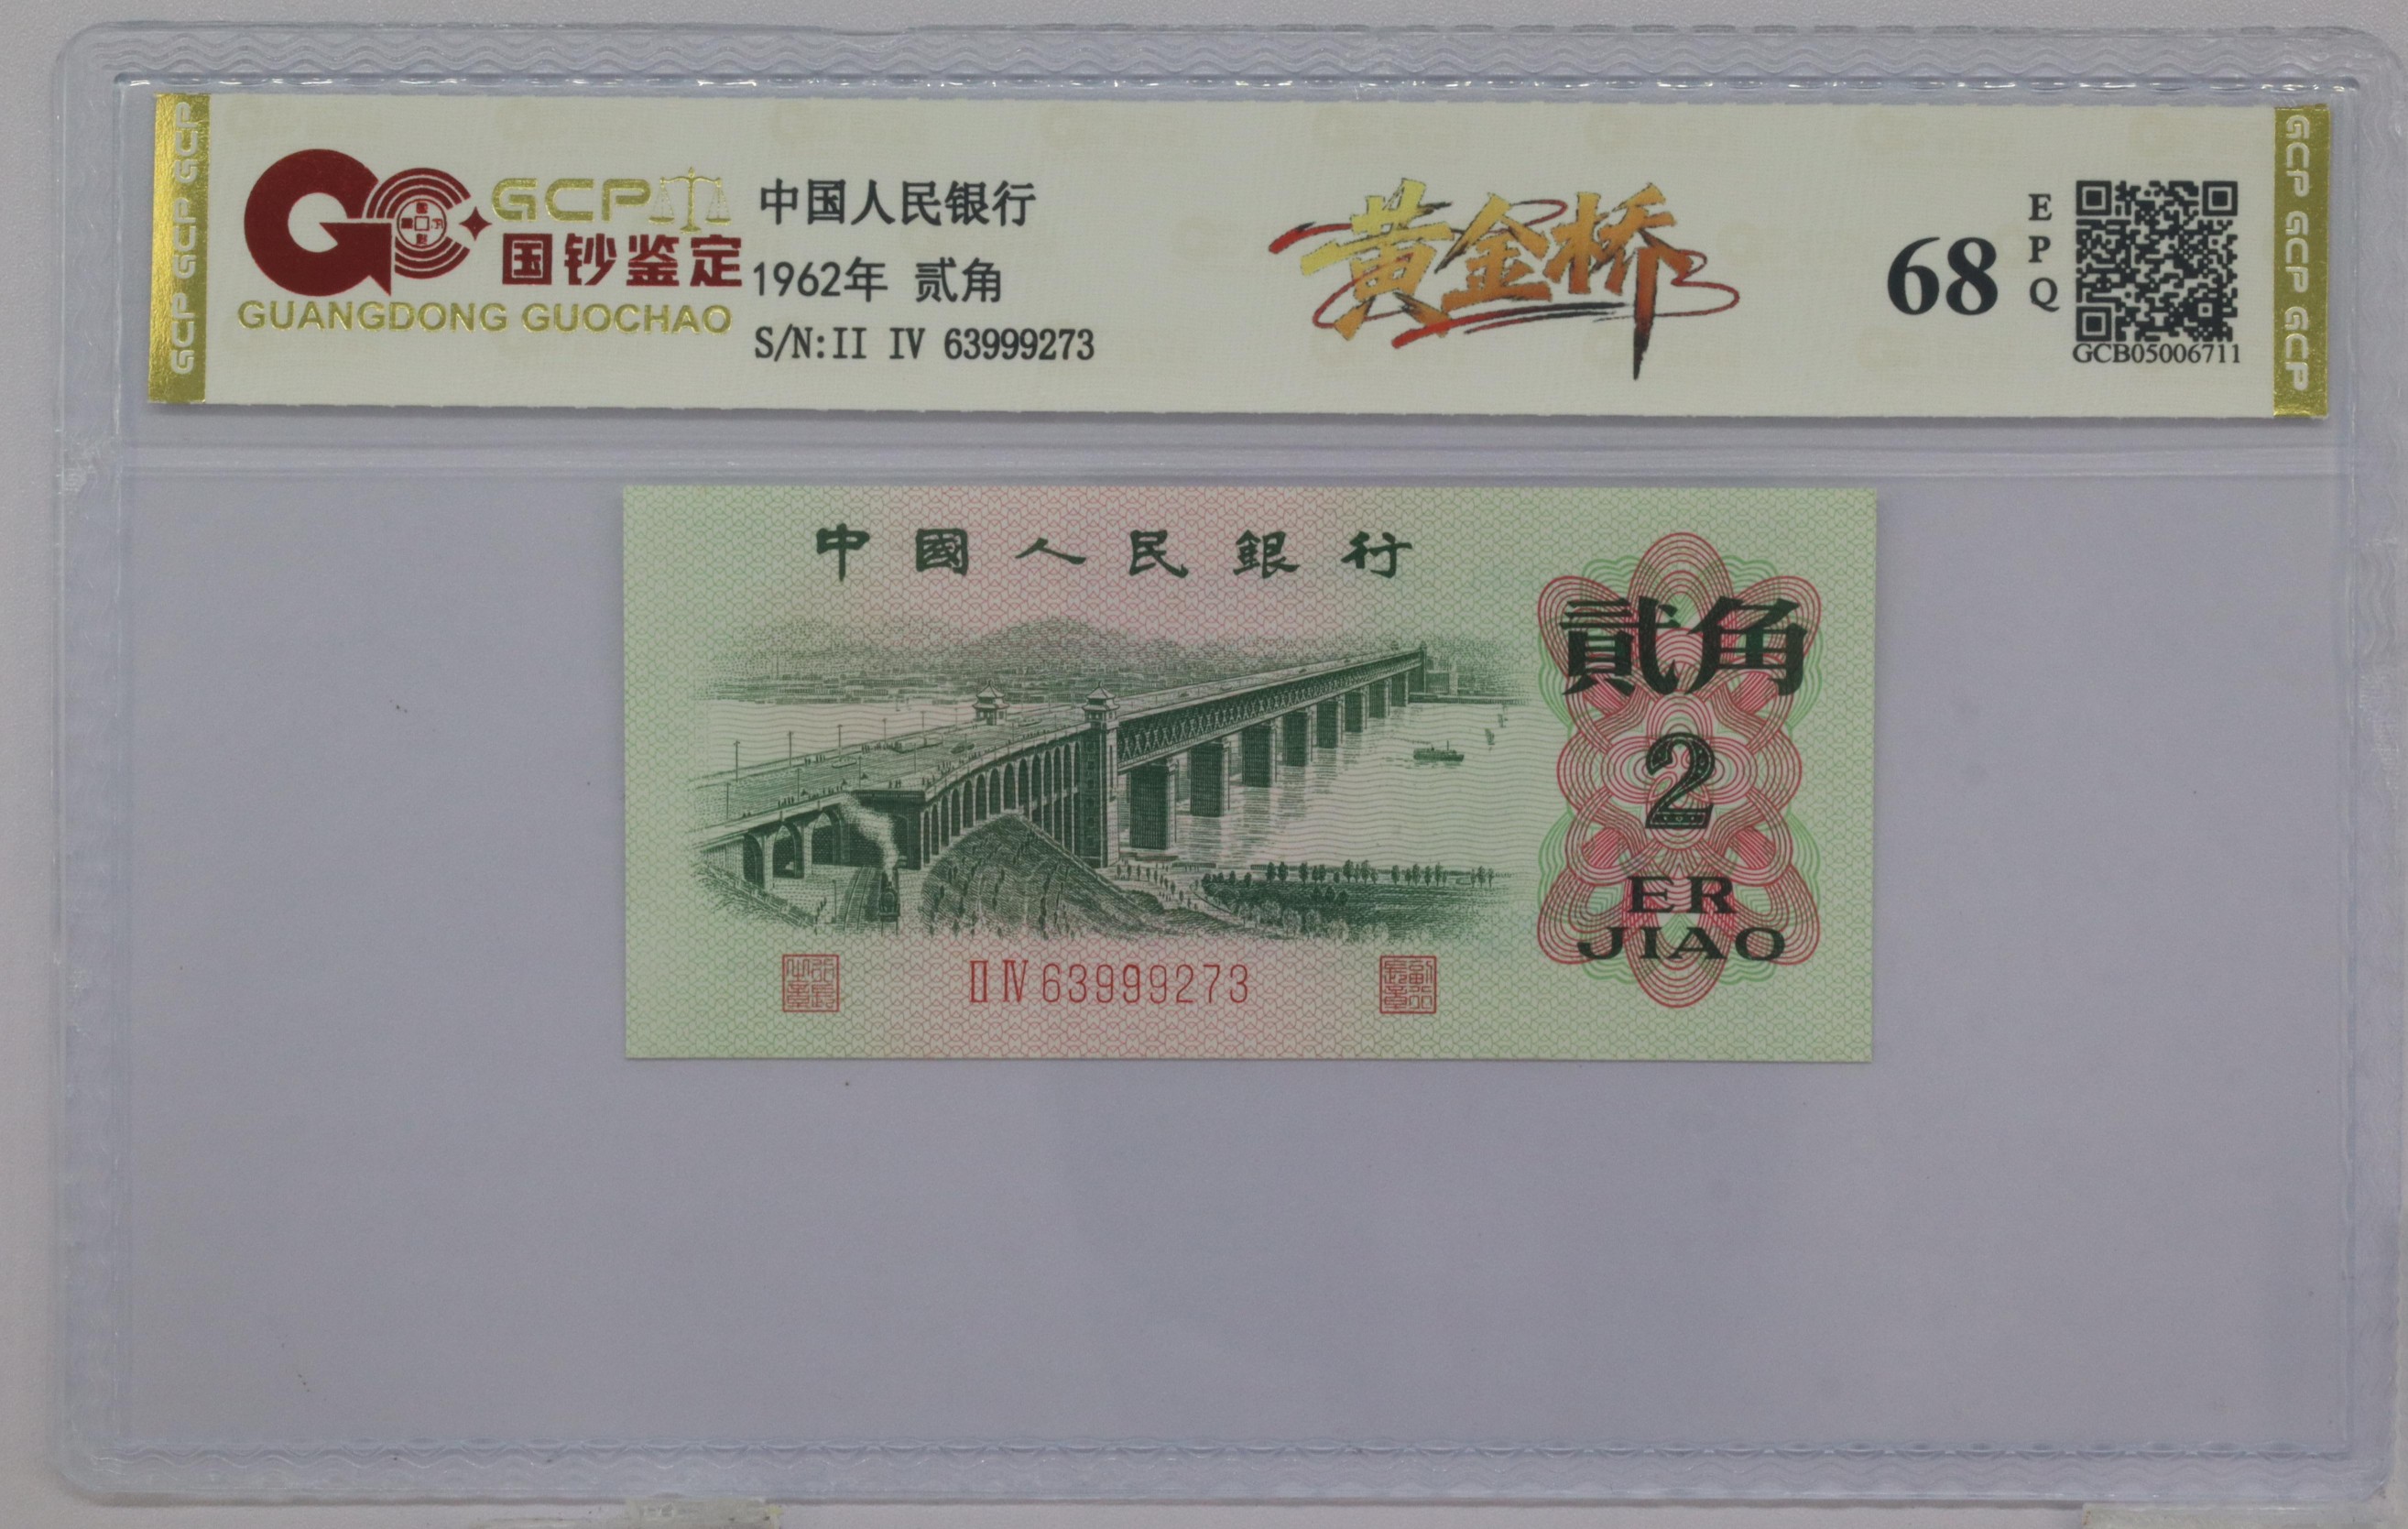 GCP GCP GCP
GCP
国钞鉴定
GUANGDONG GUOCHAO
中国人民银行
1962年 贰角
S/N:II IV 63999273
黄金桥
68
EPQ
GCB05006711
GCP GCP GCP
中國人民銀行
貳角
2
ER
JIAO
II IV 63999273